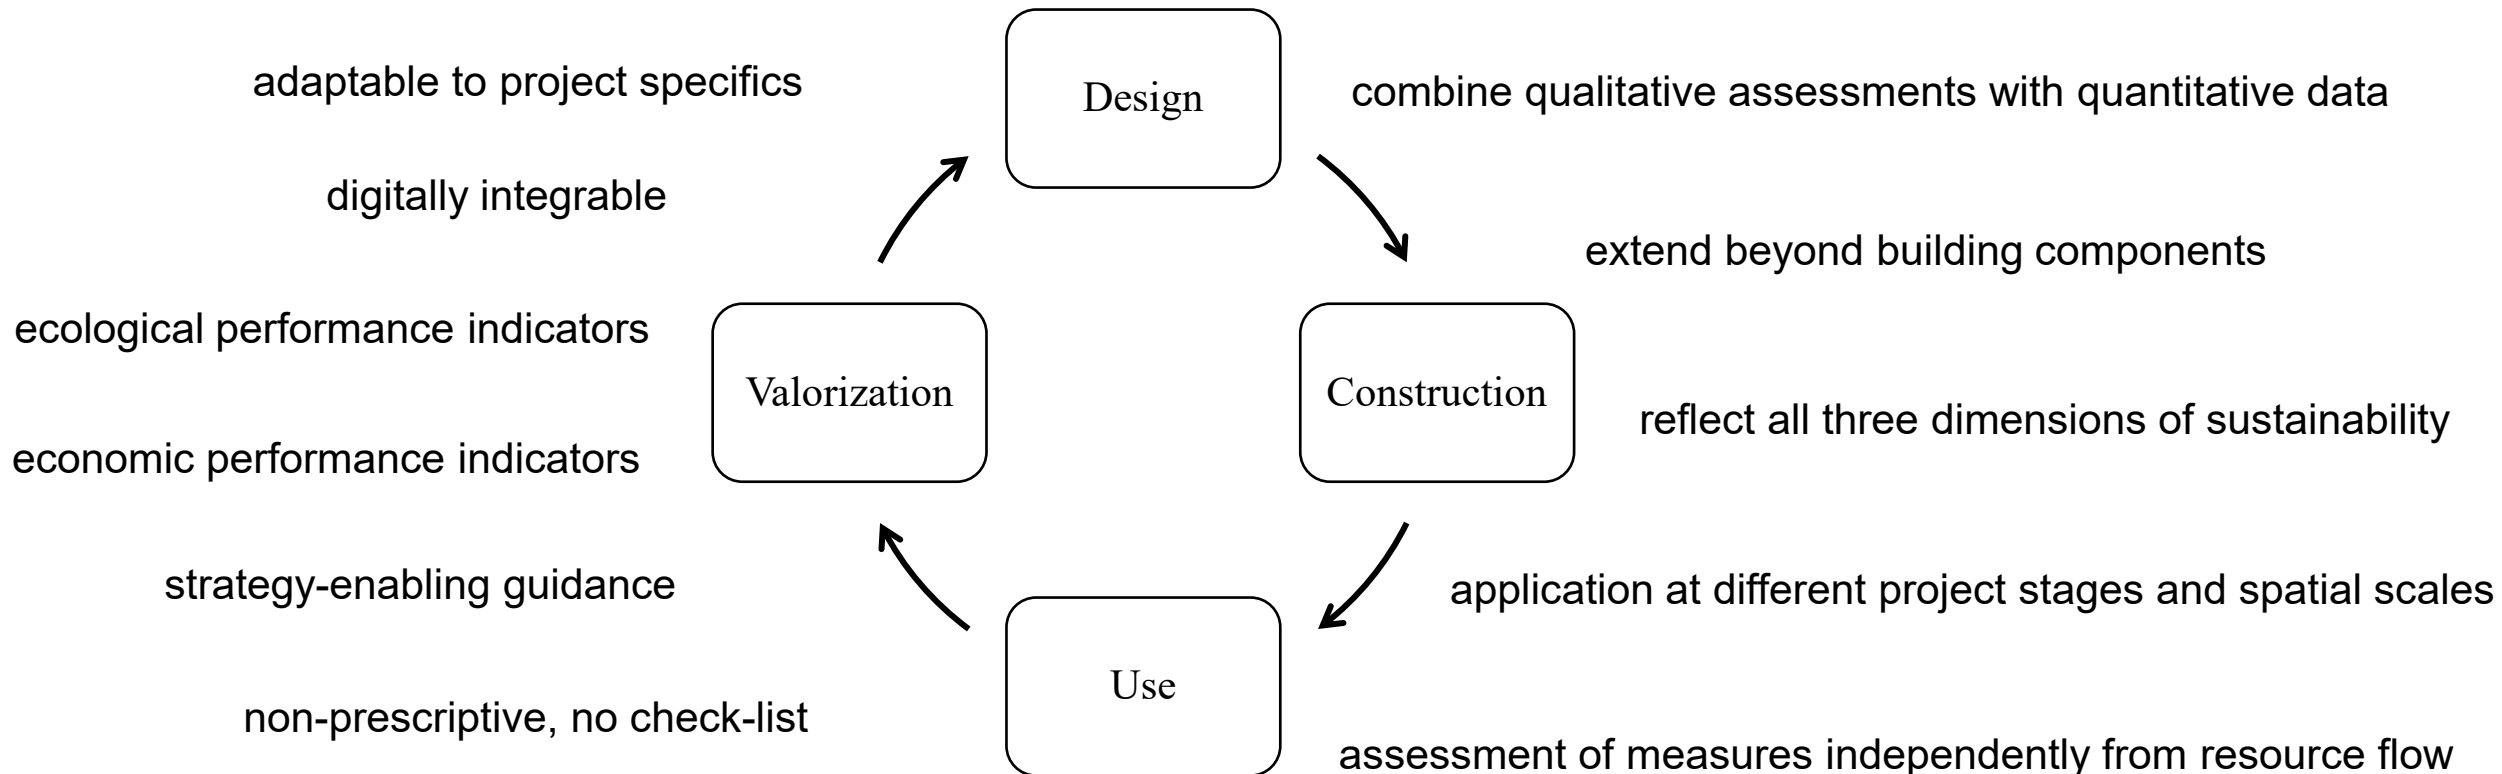 Design
adaptable to project specifics
combine qualitative assessments with quantitative data
digitally integrable
extend beyond building components
ecological performance indicators
Valorization
Construction
reflect all three dimensions of sustainability
economic performance indicators
strategy-enabling guidance
application at different project stages and spatial scales
Use
non-prescriptive, no check-list
assessment of measures independently from resource flow